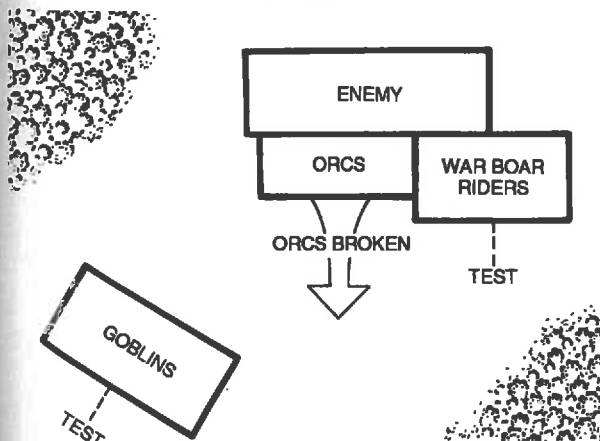 ENEMY
ORCS
WAR BOAR
RIDERS
ORCS BROKEN
TEST
GOBLINS
TEST